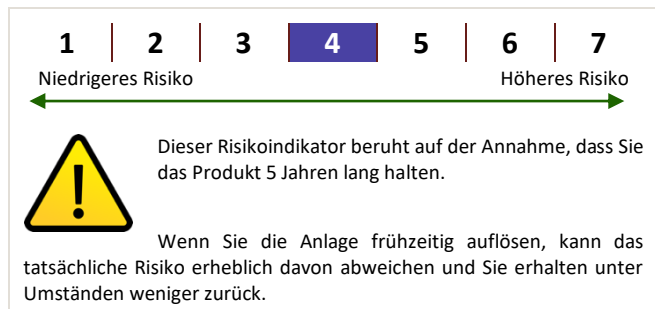 1 2 3 4 5 6 7
Niedrigeres Risiko Höheres Risiko
Dieser Risikoindikator beruht auf der Annahme, dass Sie
das Produkt 5 Jahren lang halten.
Wenn Sie die Anlage frühzeitig auflösen, kann das
tatsächliche Risiko erheblich davon abweichen und Sie erhalten unter
Umständen weniger zurück.